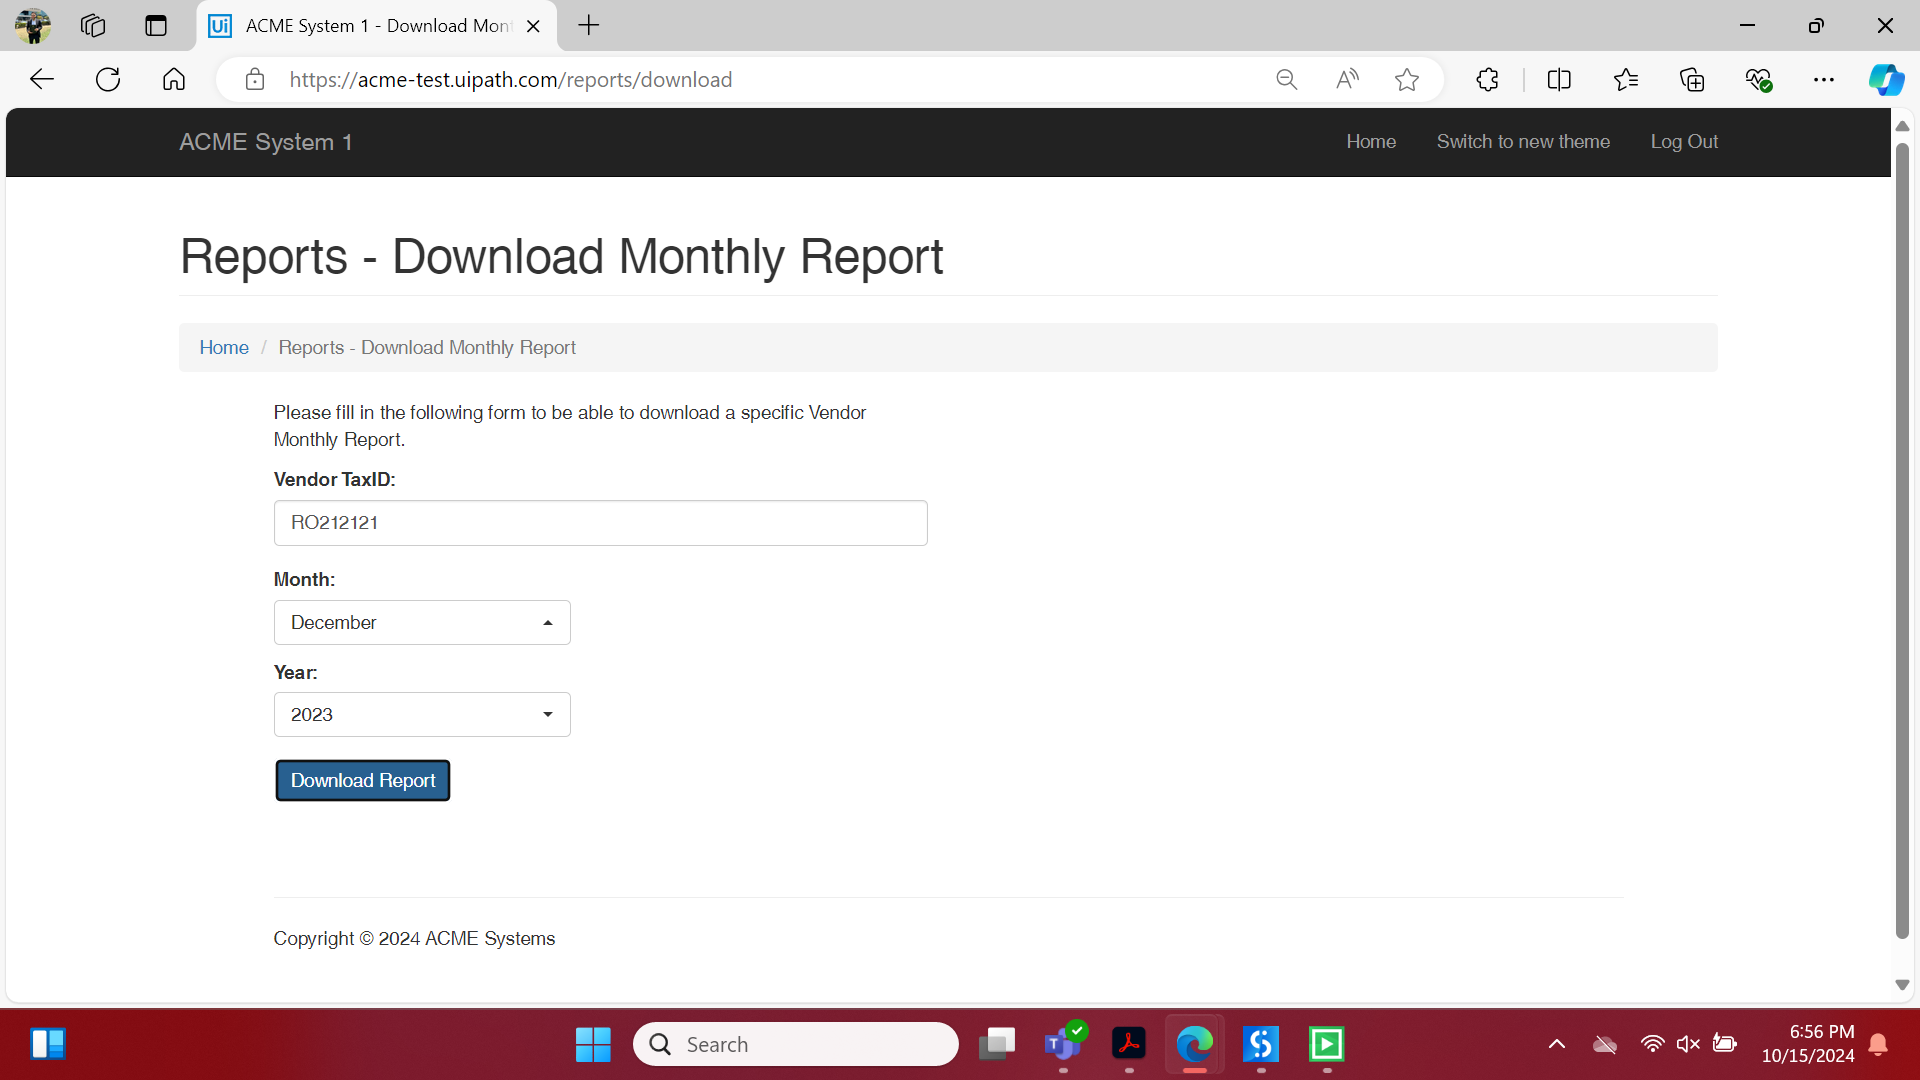 ACME System 1 - Download Mon
https://acme-test.uipath.com/reports/download
ACME System 1
Home
Switch to new theme
Log Out
Reports - Download Monthly Report
Home / Reports - Download Monthly Report
Please fill in the following form to be able to download a specific Vendor
Monthly Report.
Vendor TaxID:
RO212121
Month:
December
Year:
2023
Download Report
Copyright © 2024 ACME Systems
Search
6:56 PM
10/15/2024